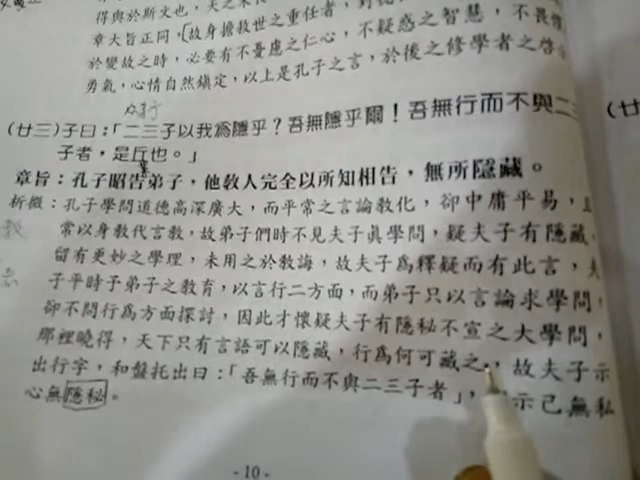 得與於斯文也，天之未喪
章大旨正同，故身擔救世之重任者，對
於變故之時，必要有不憂慮之仁心，不疑惑之智慧，不畏懼
勇氣，心情自然鎮定，以上是孔子之言，於後之修學者之啓
(廿三)子曰：「二三子以我爲隱乎？吾無隱乎爾！吾無行而不與二三
子者，是丘也。」
章旨：孔子昭告弟子，他教人完全以所知相告，無所隱藏。
析微：孔子學問道德高深廣大，而平常之言論教化，卻中庸平易，且
常以身教代言教，故弟子們時不見夫子眞學問，疑夫子有隱藏
留有更妙之學理，未用之於教誨，故夫子爲釋疑而有此言，夫
子平時予弟子之教育，以言行二方面，而弟子只以言論求學問，
卻不問行爲方面探討，因此才懷疑夫子有隱秘不宣之大學問，
那裡曉得，天下只有言語可以隱藏，行爲何可藏之，故夫子示
出行字，和盤托出曰：「吾無行而不與二三子者」，示己無私
心無隱秘。
- 10 -
(廿